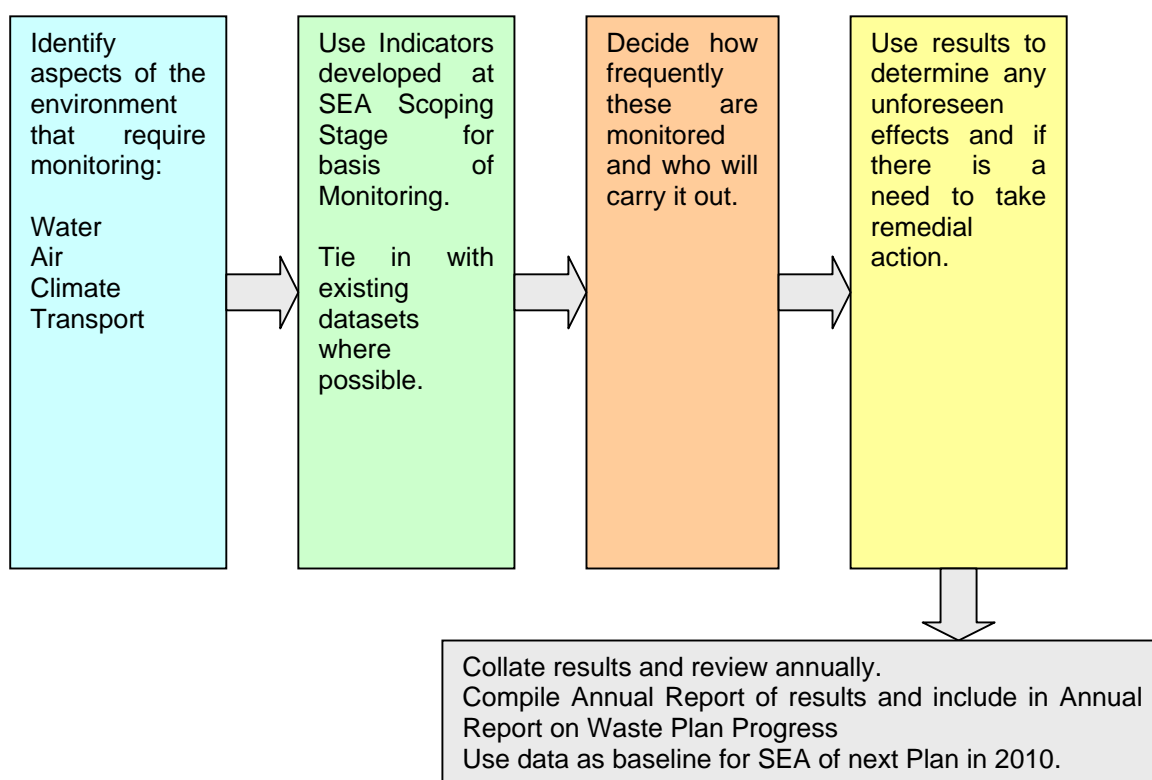 Identify
aspects of the
environment
that require
monitoring:
Water
Air
Climate
Transport
Use Indicators
developed at
SEA Scoping
Stage for
basis of
Monitoring.
Tie in with
existing
datasets
where
possible.
Decide how
frequently
these are
monitored
and who will
carry it out.
Use results to
determine any
unforeseen
effects and if
there is a
need to take
remedial
action.
Collate results and review annually.
Compile Annual Report of results and include in Annual
Report on Waste Plan Progress
Use data as baseline for SEA of next Plan in 2010.